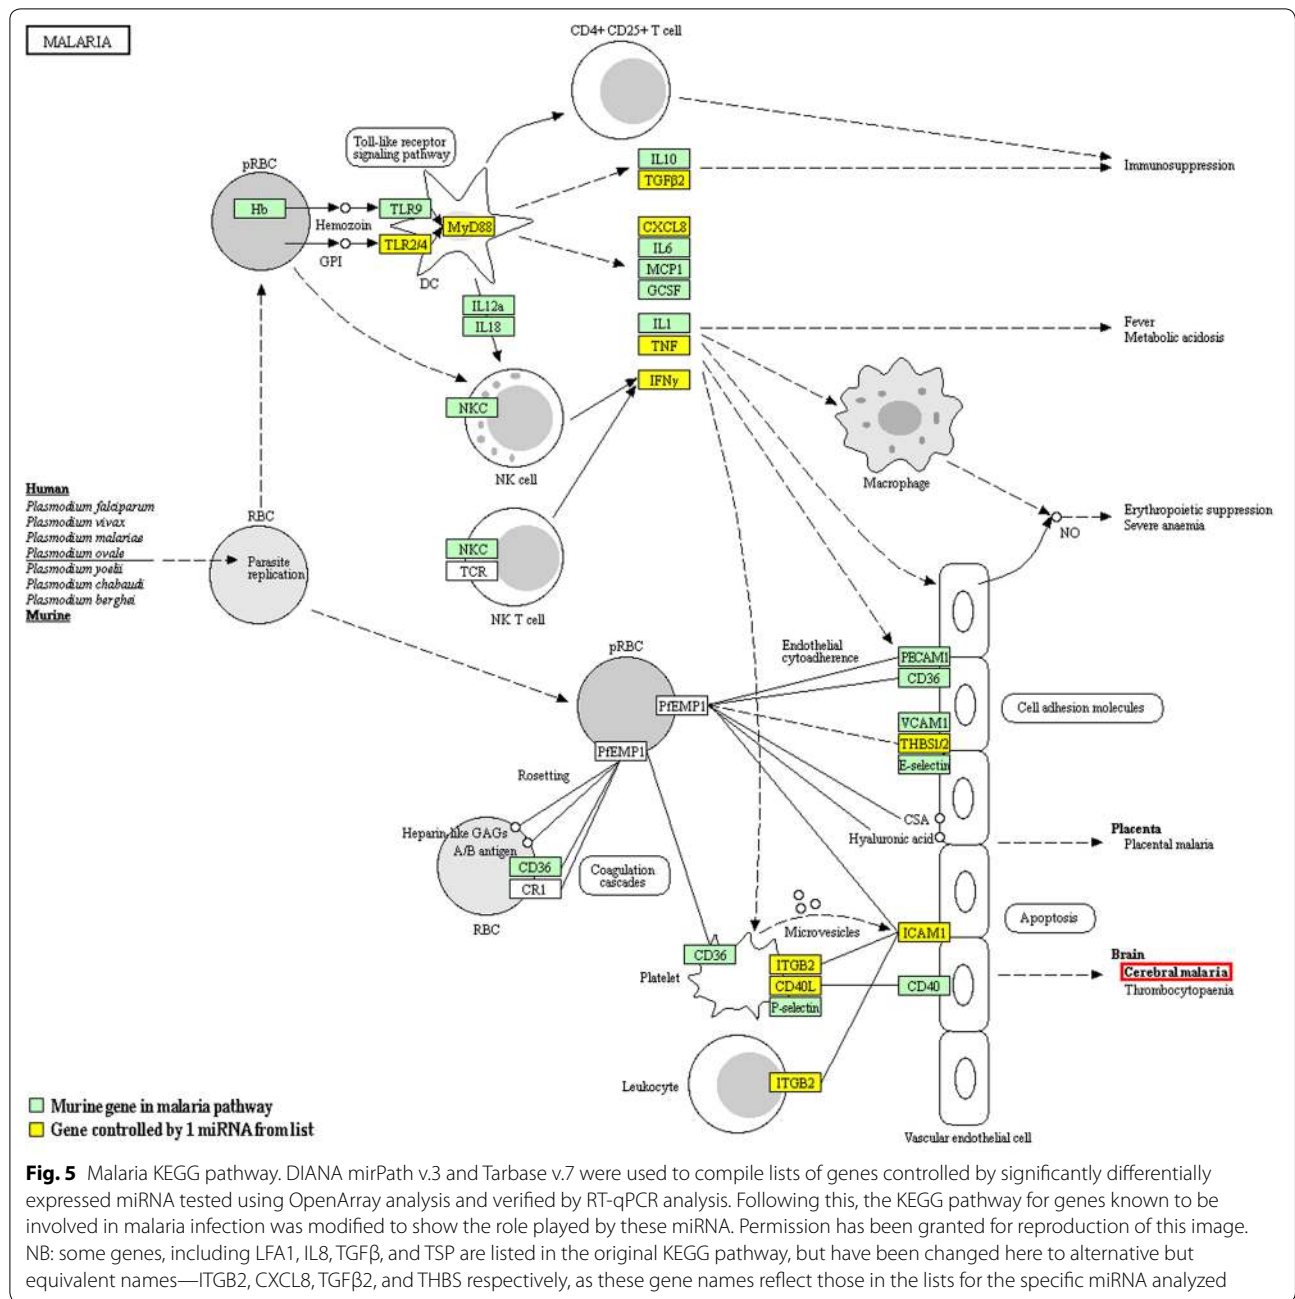 MALARIA
CD4+ CD25+ T cell
Toll-like receptor
signaling pathway
pRBC
IL10
TGFβ2
Immunosuppression
Hb
Hemozoin
TLR9
MyD88
TLR2/4
GPI
DC
CXCL8
IL6
MCP1
GCSF
IL12a
IL18
IL1
TNF
Fever
Metabolic acidosis
IFNγ
NKC
NK cell
Macrophage
Human
Plasmodium falciparum
Plasmodium vivax
Plasmodium malariae
Plasmodium ovale
Plasmodium yoelii
Plasmodium chabaudi
Plasmodium berghei
Murine
RBC
Parasite
replication
NKC
TCR
NK T cell
NO
Erythropoietic suppression
Severe anaemia
pRBC
PfEMP1
PfEMP1
Endothelial
cytoadherence
PECAM1
CD36
VCAM1
THBS1/2
E-selectin
Cell adhesion molecules
Rosetting
Heparin-like GAGs
A/B antigen
CD36
CR1
RBC
Coagulation
cascades
CSA
Hyaluronic acid
Placenta
Placental malaria
Microvesicles
ICAM1
Apoptosis
CD36
Platelet
ITGB2
CD40L
P-selectin
CD40
Brain
Cerebral malaria
Thrombocytopaenia
Leukocyte
ITGB2
Vascular endothelial cell
Murine gene in malaria pathway
Gene controlled by 1 miRNA from list
Fig. 5 Malaria KEGG pathway. DIANA mirPath v.3 and Tarbase v.7 were used to compile lists of genes controlled by significantly differentially
expressed miRNA tested using OpenArray analysis and verified by RT-qPCR analysis. Following this, the KEGG pathway for genes known to be
involved in malaria infection was modified to show the role played by these miRNA. Permission has been granted for reproduction of this image.
NB: some genes, including LFA1, IL8, TGFβ, and TSP are listed in the original KEGG pathway, but have been changed here to alternative but
equivalent names—ITGB2, CXCL8, TGFβ2, and THBS respectively, as these gene names reflect those in the lists for the specific miRNA analyzed